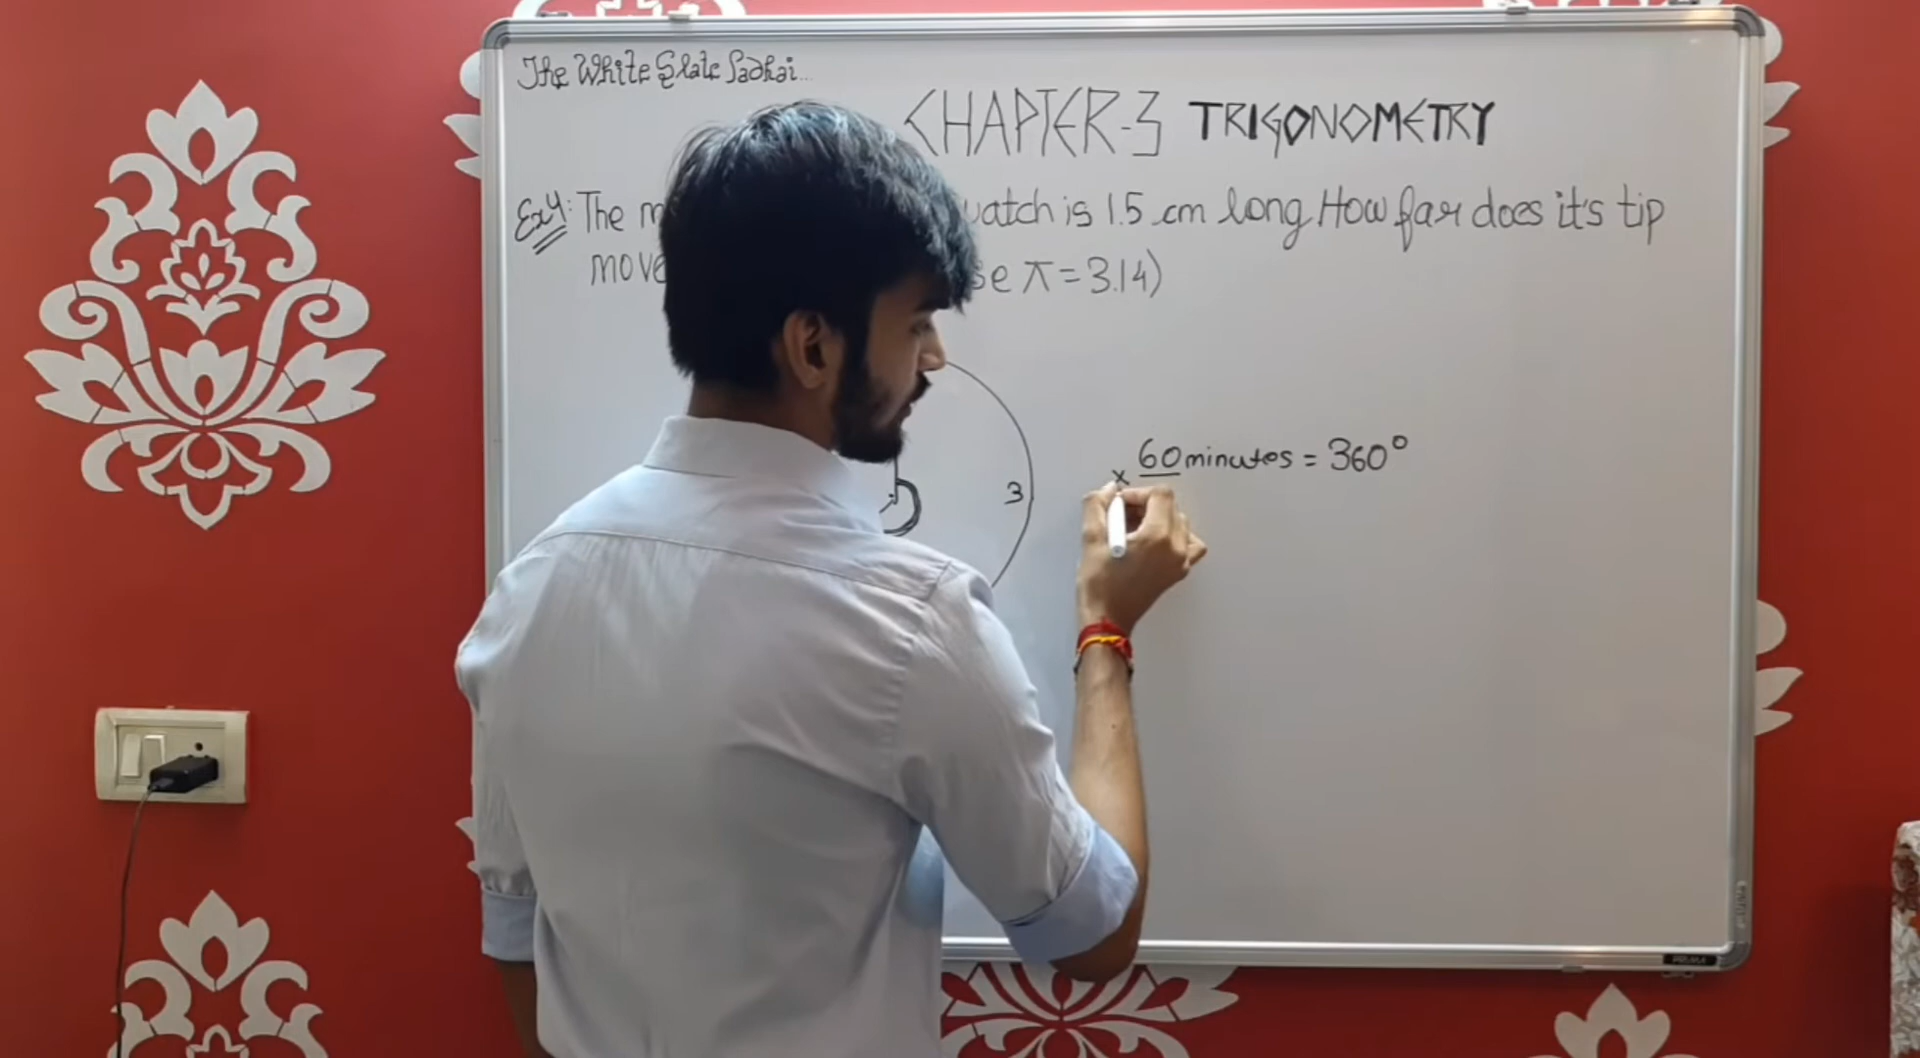 The White Slate Padhai...
CHAPTER-3 TRIGONOMETRY
Ex4: The watch is 1.5 cm long How far does it's tip
move π = 3.14)
60 minutes = 360°
x
3
PRIMA